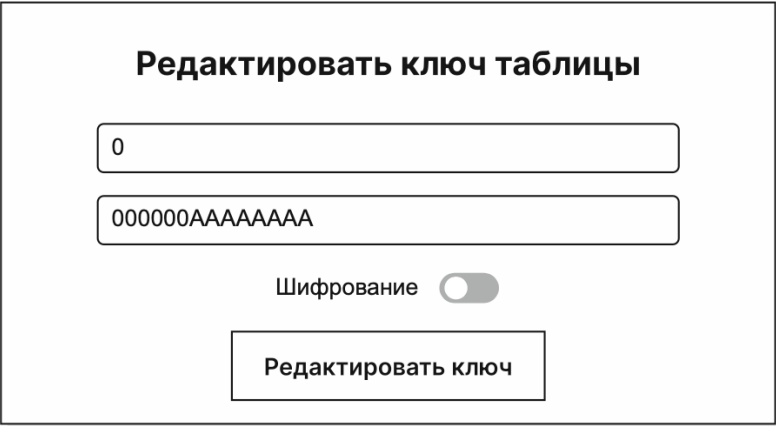 Редактировать ключ таблицы
0
000000AAAAAAAA
Шифрование
Редактировать ключ